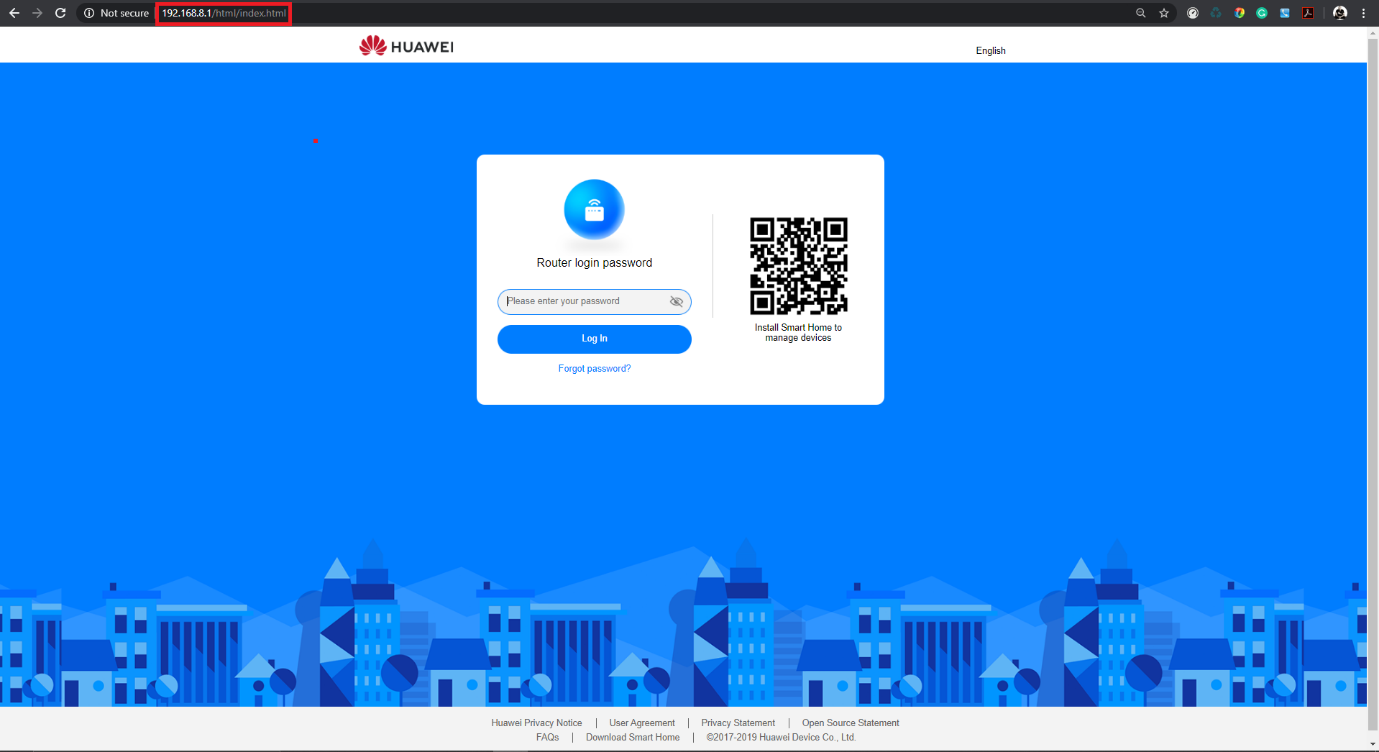 Not secure 192.168.8.1/html/index.html
HUAWEI
English
Router login password
Please enter your password
Log In
Forgot password?
Install Smart Home to
manage devices
Huawei Privacy Notice | User Agreement | Privacy Statement | Open Source Statement
FAQs | Download Smart Home | ©2017-2019 Huawei Device Co., Ltd.